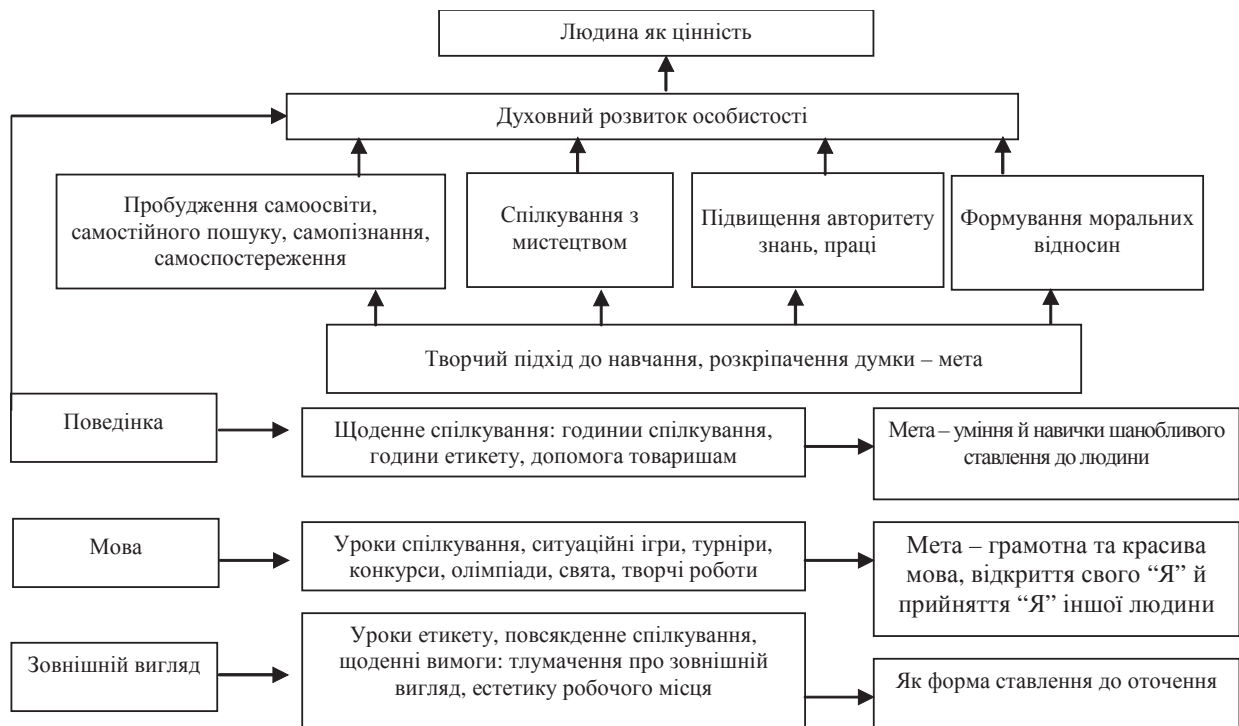 Людина як цінність
Духовний розвиток особистості
Пробудження самоосвіти,
самостійного пошуку, самопізнання,
самоспостереження
Спілкування з
мистецтвом
Підвищення авторитету
знань, праці
Формування моральних
відносин
Творчий підхід до навчання, розкріпачення думки – мета
Поведінка
Щоденне спілкування: годинии спілкування,
години етикету, допомога товаришам
Мета – уміння й навички шанобливого
ставлення до людини
Мова
Уроки спілкування, ситуаційні ігри, турніри,
конкурси, олімпіади, свята, творчі роботи
Мета – грамотна та красива
мова, відкриття свого “Я” й
прийняття “Я” іншої людини
Зовнішній вигляд
Уроки етикету, повсякденне спілкування,
щоденні вимоги: тлумачення про зовнішній
вигляд, естетику робочого місця
Як форма ставлення до оточення